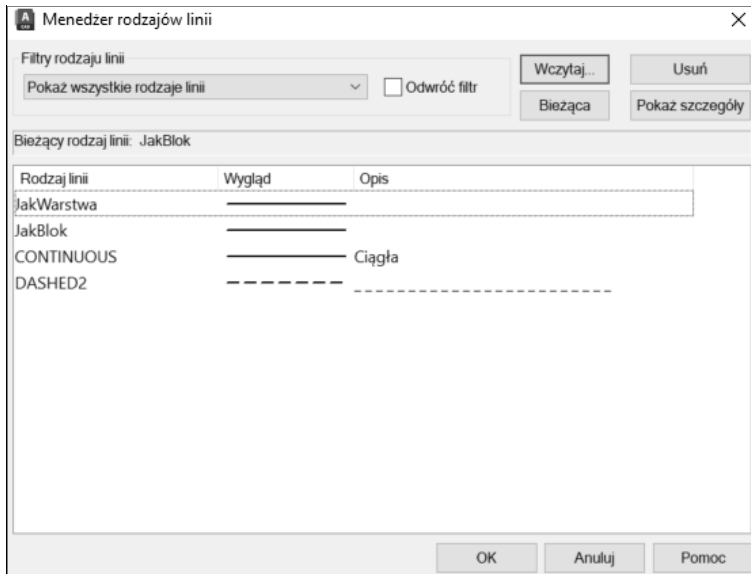 Menedżer rodzajów linii
Filtry rodzaju linii
Pokaż wszystkie rodzaje linii
Odwróć filtr
Wczytaj...
Usuń
Bieżąca
Pokaż szczegóły
Bieżący rodzaj linii: JakBlok
Rodzaj linii Wygląd Opis
JakWarstwa
JakBlok
CONTINUOUS Ciągła
DASHED2
OK Anuluj Pomoc